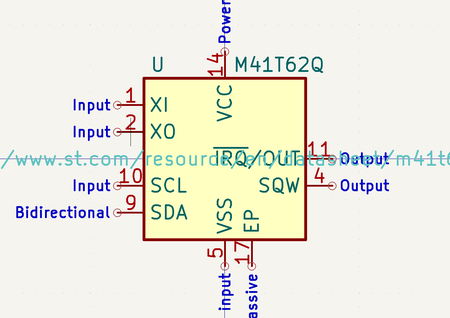 Power
14
U
M41T62Q
VCC
Input 1 XI
Input 2 XO
IRQ/OUT 11 Output
/www.st.com/resource/en/datasheet/m41t6
Input 10 SCL
SQW 4 Output
Bidirectional 9 SDA
VSS
EP
5
17
input
assive